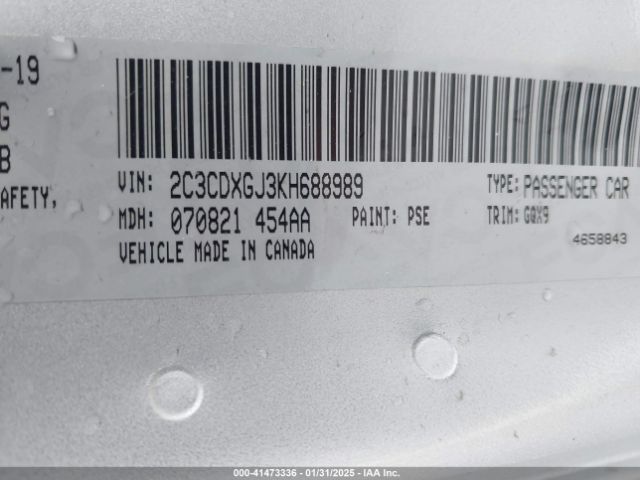 -19
G
B
AFETY,
VIN: 2C3CDXGJ3KH688989 TYPE: PASSENGER CAR
MDH: 070821 454AA PAINT: PSE TRIM: GQX9
4658843
VEHICLE MADE IN CANADA
000-41473336 - 01/31/2025 - IAA Inc.